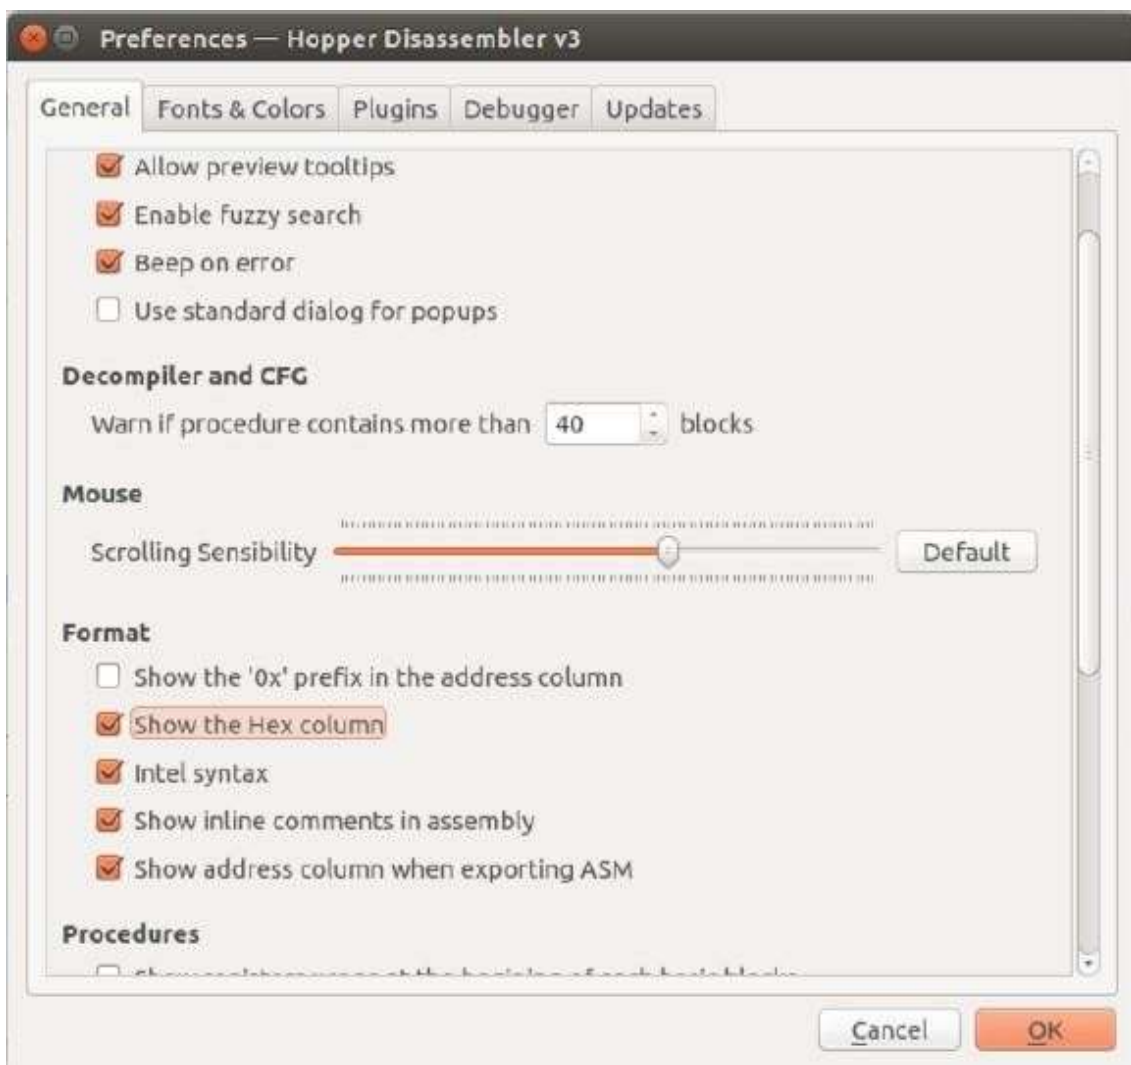 Preferences — Hopper Disassembler v3
General Fonts & Colors Plugins Debugger Updates
Allow preview tooltips
Enable fuzzy search
Beep on error
Use standard dialog for popups
Decompiler and CFG
Warn if procedure contains more than 40 blocks
Mouse
Scrolling Sensibility Default
Format
Show the '0x' prefix in the address column
Show the Hex column
Intel syntax
Show inline comments in assembly
Show address column when exporting ASM
Procedures
Cancel OK